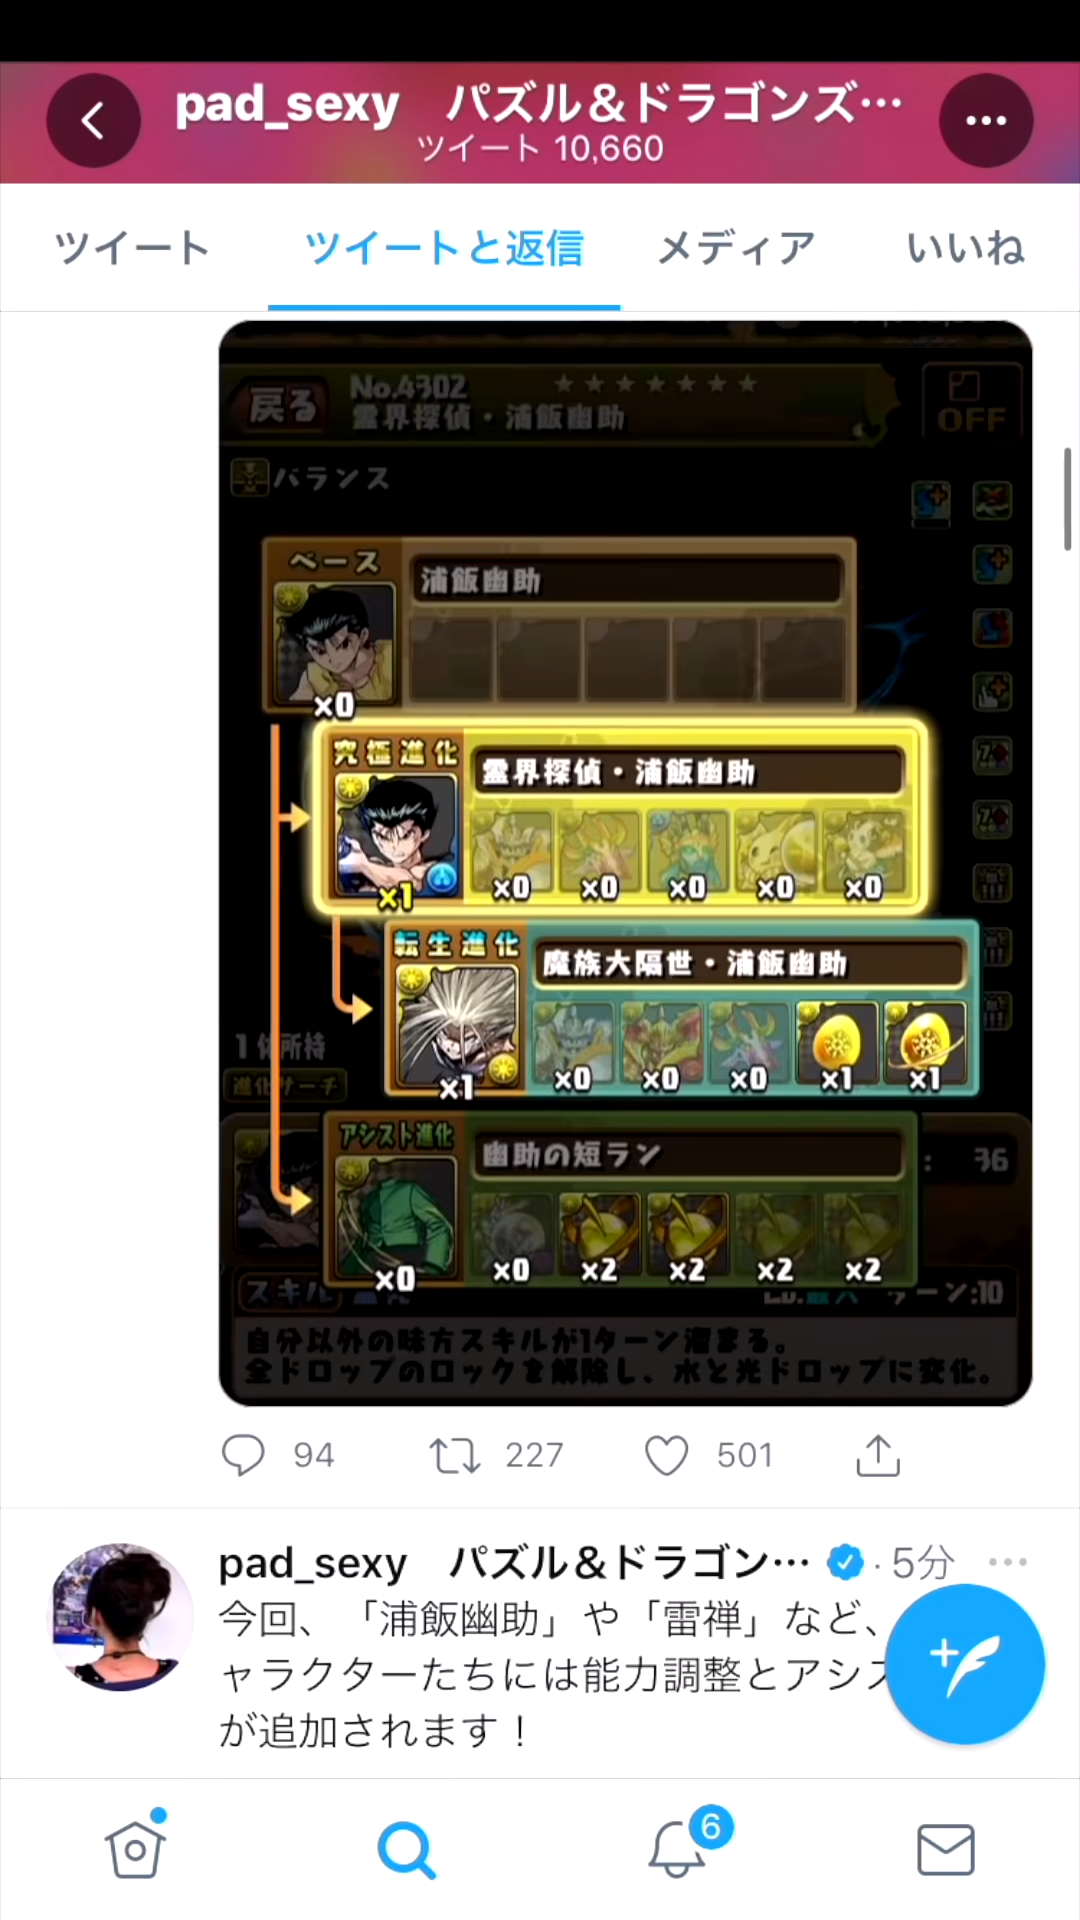 pad_sexy パズル＆ドラゴンズ…
ツイート 10,660
ツイート ツイートと返信 メディア いいね
戻る
No.4302
霊界探偵・浦飯幽助
OFF
バランス
ベース
浦飯幽助
×0
究極進化
霊界探偵・浦飯幽助
×1 ×0 ×0 ×0 ×0 ×0
転生進化
魔族大隔世・浦飯幽助
×1 ×0 ×0 ×0 ×1 ×1
1体所持
進化サーチ
アシスト進化
幽助の短ラン
: 36
×0 ×0 ×2 ×2 ×2 ×2
スキル
ターン:10
自分以外の味方スキルが1ターン溜まる。
全ドロップのロックを解除し、水と光ドロップに変化。
94 227 501
pad_sexy パズル＆ドラゴン… · 5分
今回、「浦飯幽助」や「雷禅」など、
ャラクターたちには能力調整とアシス
が追加されます！
6